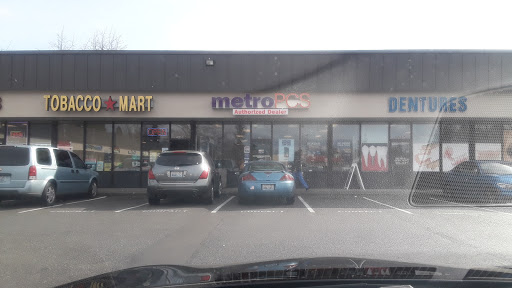 TOBACCO ★ MART
metroPCS
Authorized Dealer
DENTURES